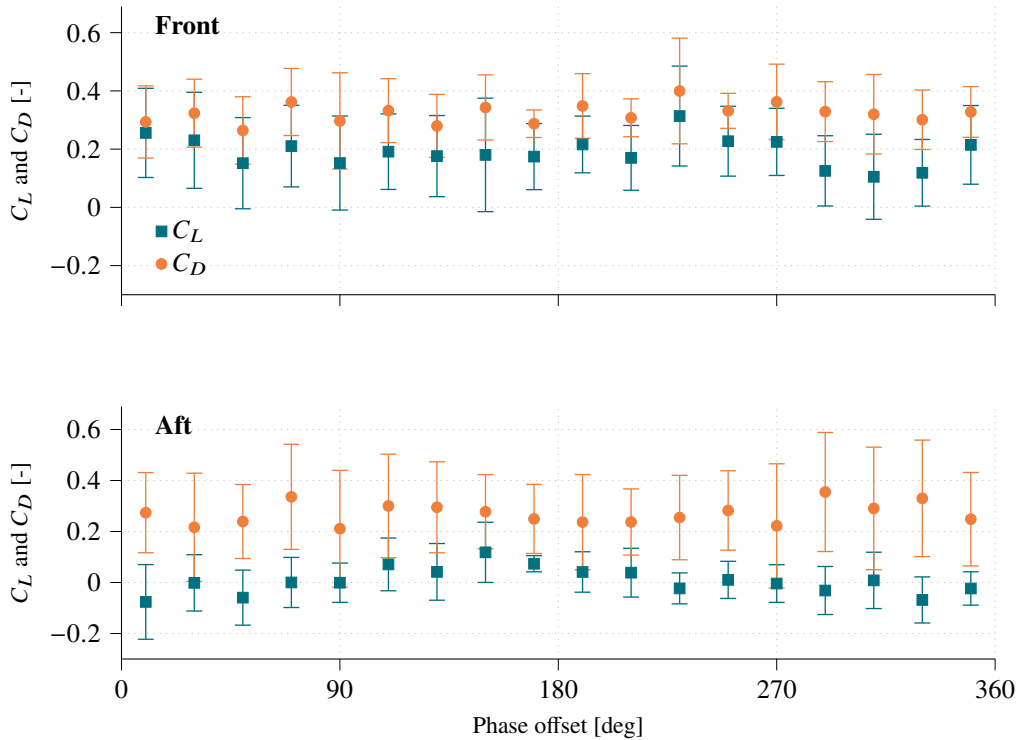 Front
0.6
0.4
0.2
0
−0.2
C_L and C_D [-]
C_L
C_D
Aft
0.6
0.4
0.2
0
−0.2
C_L and C_D [-]
0 90 180 270 360
Phase offset [deg]